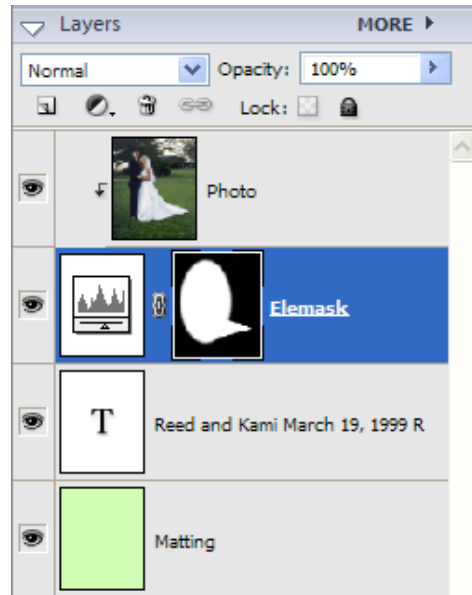 Layers MORE
Normal Opacity: 100%
Lock:
Photo
Elemask
T Reed and Kami March 19, 1999 R
Matting